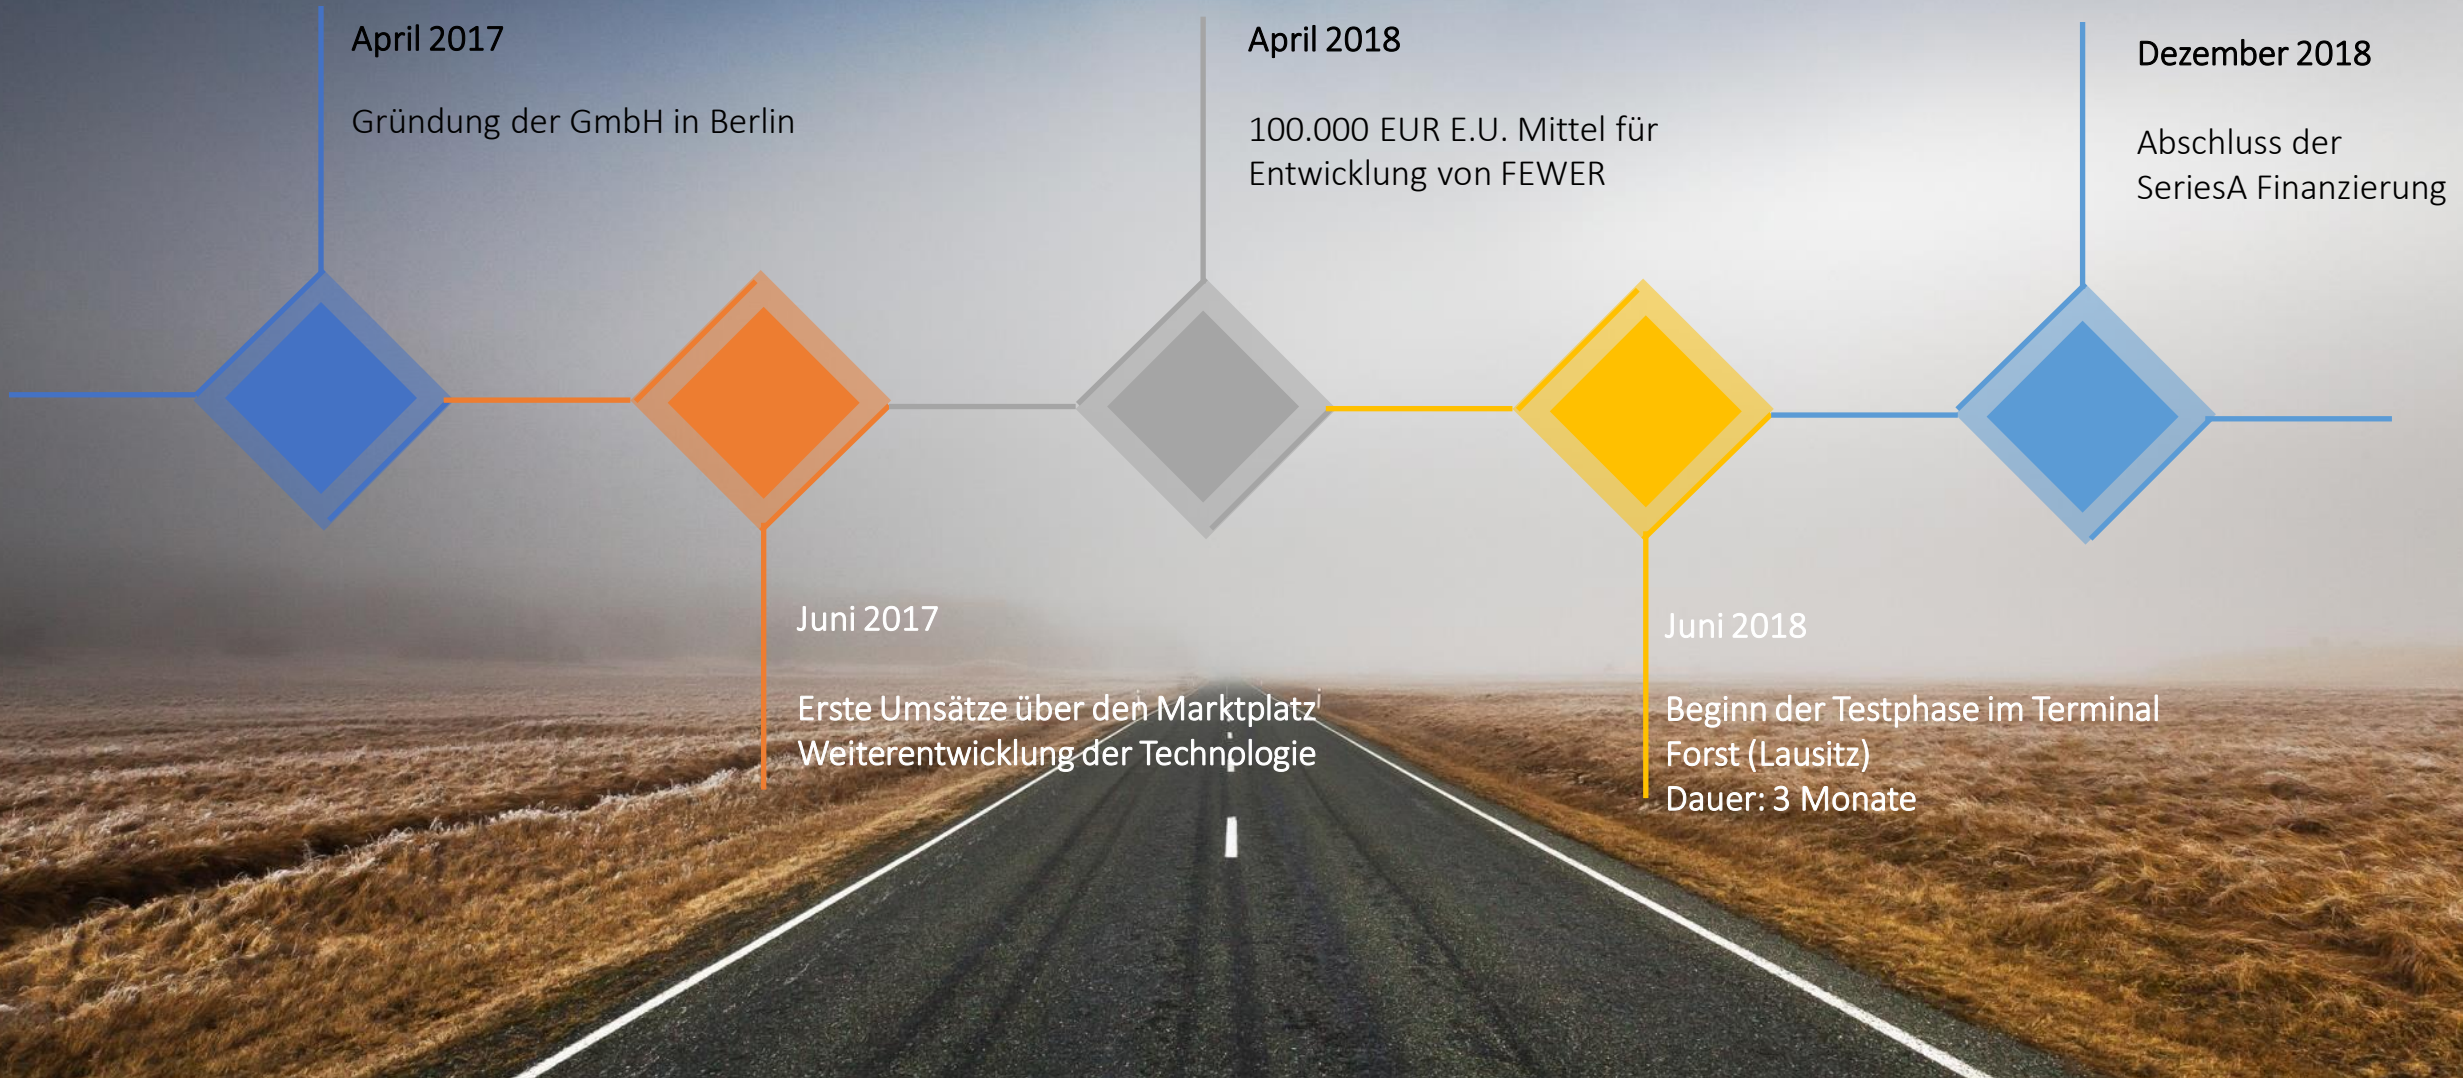 April 2017
Gründung der GmbH in Berlin
Juni 2017
Erste Umsätze über den Marktplatz
Weiterentwicklung der Technologie
April 2018
100.000 EUR E.U. Mittel für
Entwicklung von FEWER
Juni 2018
Beginn der Testphase im Terminal
Forst (Lausitz)
Dauer: 3 Monate
Dezember 2018
Abschluss der
SeriesA Finanzierung